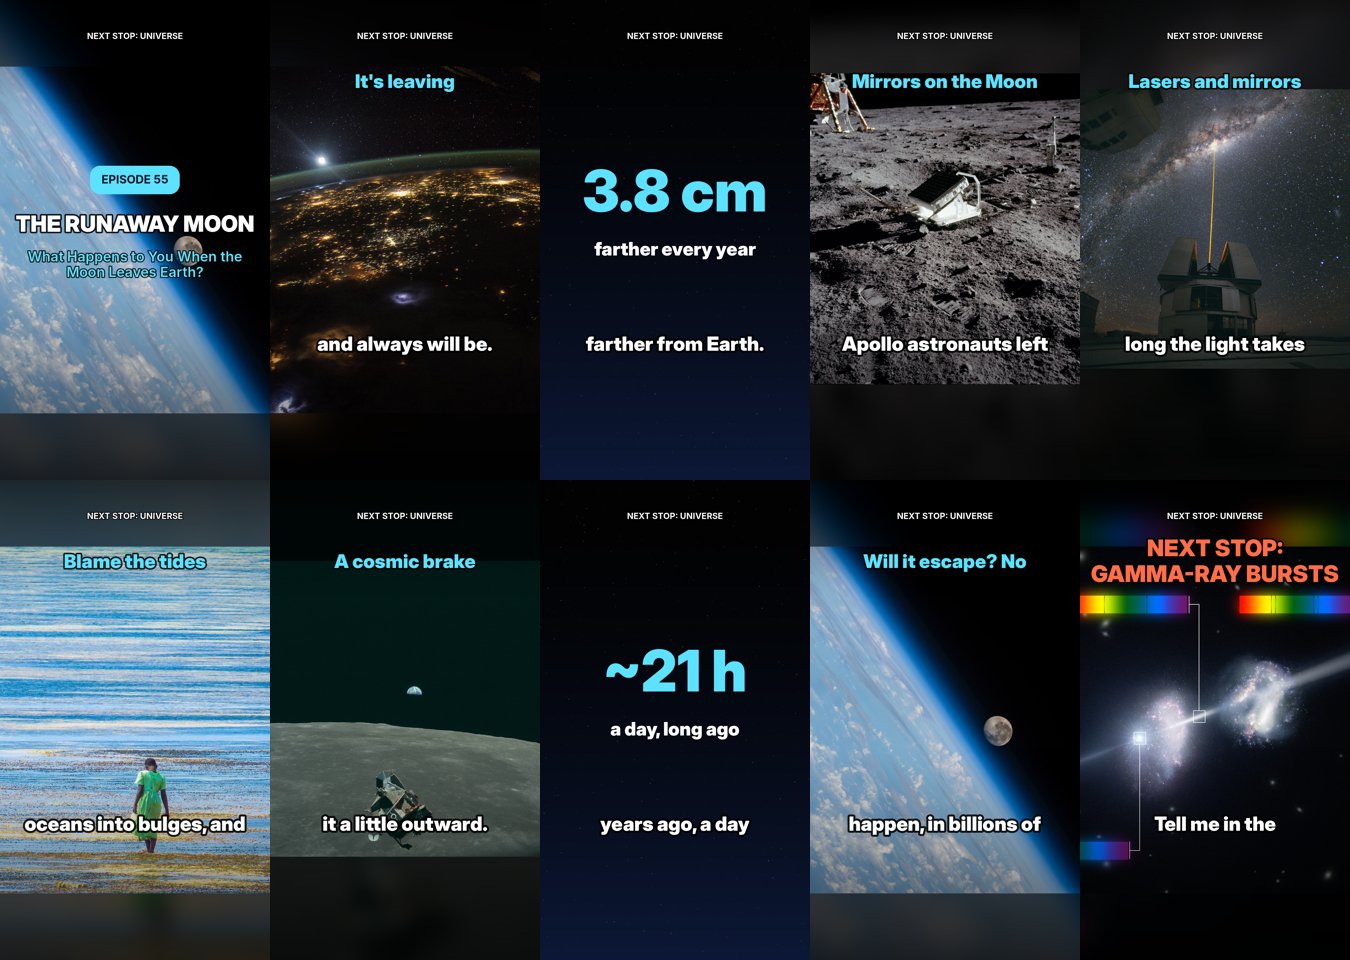 NEXT STOP: UNIVERSE
EPISODE 55
THE RUNAWAY MOON
What Happens to You When the
Moon Leaves Earth?
NEXT STOP: UNIVERSE
It's leaving
and always will be.
NEXT STOP: UNIVERSE
3.8 cm
farther every year
farther from Earth.
NEXT STOP: UNIVERSE
Mirrors on the Moon
Apollo astronauts left
NEXT STOP: UNIVERSE
Lasers and mirrors
long the light takes
NEXT STOP: UNIVERSE
Blame the tides
oceans into bulges, and
NEXT STOP: UNIVERSE
A cosmic brake
it a little outward.
NEXT STOP: UNIVERSE
~21 h
a day, long ago
years ago, a day
NEXT STOP: UNIVERSE
Will it escape? No
happen, in billions of
NEXT STOP: UNIVERSE
NEXT STOP:
GAMMA-RAY BURSTS
Tell me in the